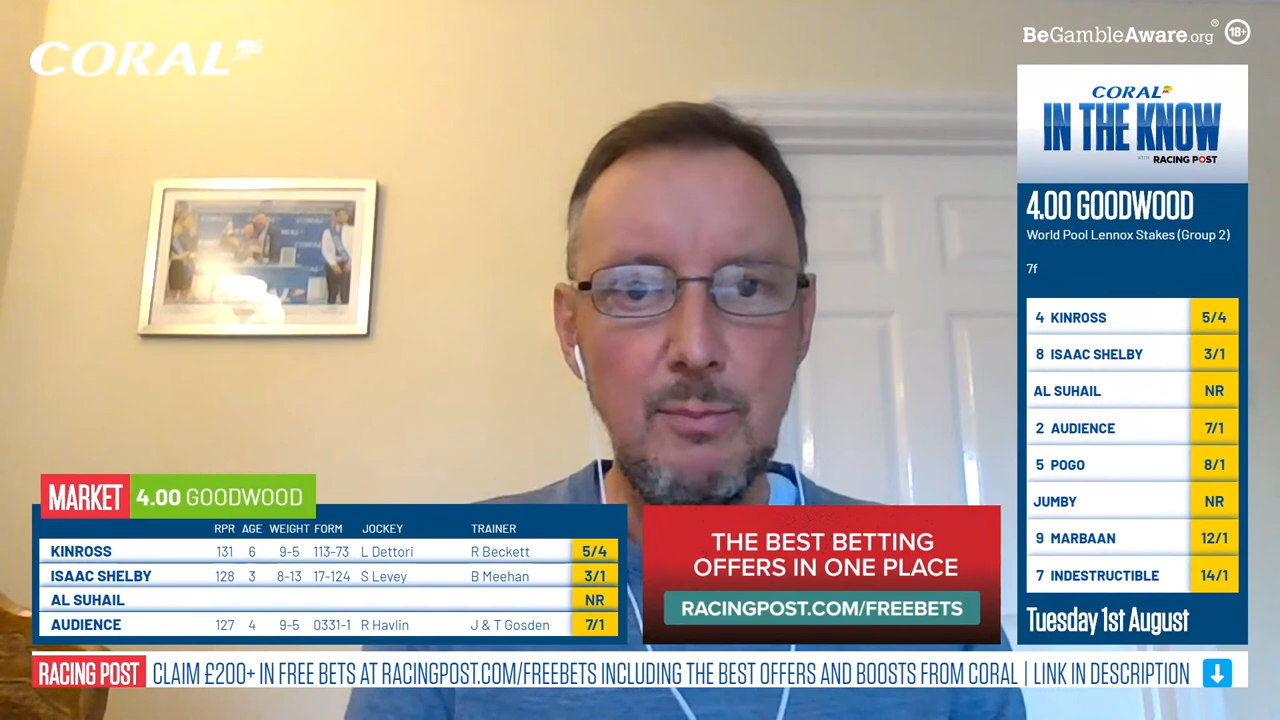 CORAL
BeGambleAware.org® 18+
CORAL
IN THE KNOW
WITH RACING POST
4.00 GOODWOOD
World Pool Lennox Stakes (Group 2)
7f
4 KINROSS 5/4
8 ISAAC SHELBY 3/1
AL SUHAIL NR
2 AUDIENCE 7/1
5 POGO 8/1
JUMBY NR
9 MARBAAN 12/1
7 INDESTRUCTIBLE 14/1
Tuesday 1st August
MARKET 4.00 GOODWOOD
RPR AGE WEIGHT FORM JOCKEY TRAINER
KINROSS 131 6 9-5 113-73 L Dettori R Beckett 5/4
ISAAC SHELBY 128 3 8-13 17-124 S Levey B Meehan 3/1
AL SUHAIL NR
AUDIENCE 127 4 9-5 0331-1 R Havlin J & T Gosden 7/1
THE BEST BETTING
OFFERS IN ONE PLACE
RACINGPOST.COM/FREEBETS
RACING POST CLAIM £200+ IN FREE BETS AT RACINGPOST.COM/FREEBETS INCLUDING THE BEST OFFERS AND BOOSTS FROM CORAL | LINK IN DESCRIPTION